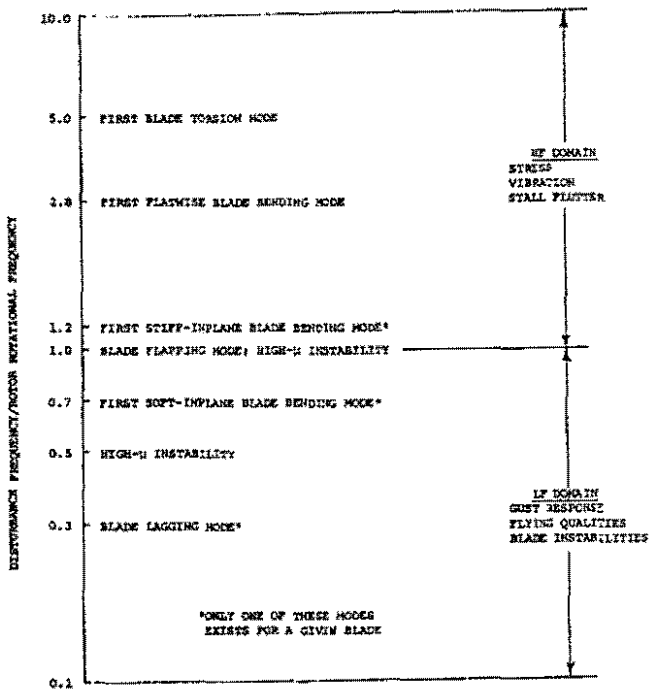 10.0
5.0 FIRST BLADE TORSION MODE
2.8 FIRST FLATWISE BLADE BENDING MODE
1.2 FIRST STIFF-INPLANE BLADE BENDING MODE*
1.0 BLADE FLAPPING MODE; HIGH-μ INSTABILITY
0.7 FIRST SOFT-INPLANE BLADE BENDING MODE*
0.5 HIGH-μ INSTABILITY
0.3 BLADE LAGGING MODE*
0.1
DISTURBANCE FREQUENCY/ROTOR ROTATIONAL FREQUENCY
*ONLY ONE OF THESE MODES
EXISTS FOR A GIVIN BLADE
HF DOMAIN
STRESS
VIBRATION
STALL FLUTTER
LF DOMAIN
GUST RESPONSE
FLYING QUALITIES
BLADE INSTABILITIES